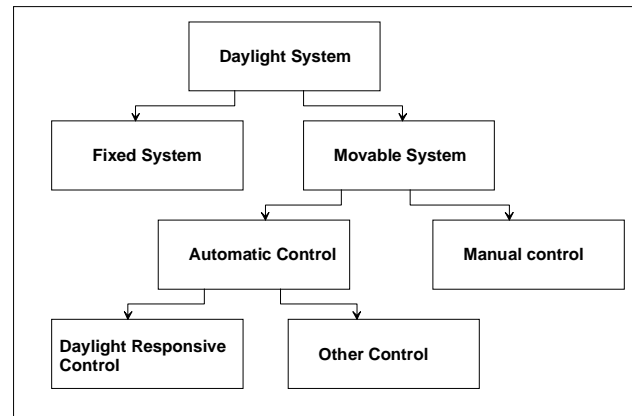 Daylight System
Fixed System
Movable System
Automatic Control
Manual control
Daylight Responsive
Control
Other Control